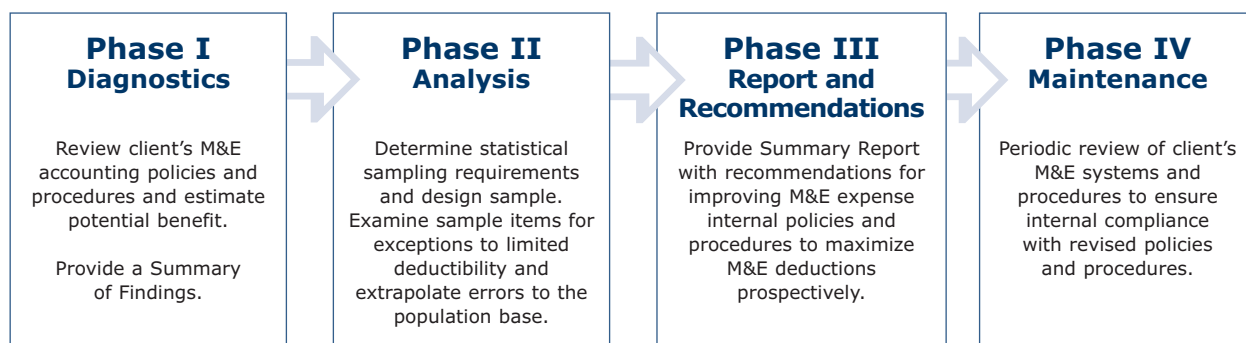 Phase I
Diagnostics
Review client’s M&E
accounting policies and
procedures and estimate
potential benefit.
Provide a Summary
of Findings.
Phase II
Analysis
Determine statistical
sampling requirements
and design sample.
Examine sample items for
exceptions to limited
deductibility and
extrapolate errors to the
population base.
Phase III
Report and
Recommendations
Provide Summary Report
with recommendations for
improving M&E expense
internal policies and
procedures to maximize
M&E deductions
prospectively.
Phase IV
Maintenance
Periodic review of client’s
M&E systems and
procedures to ensure
internal compliance
with revised policies
and procedures.